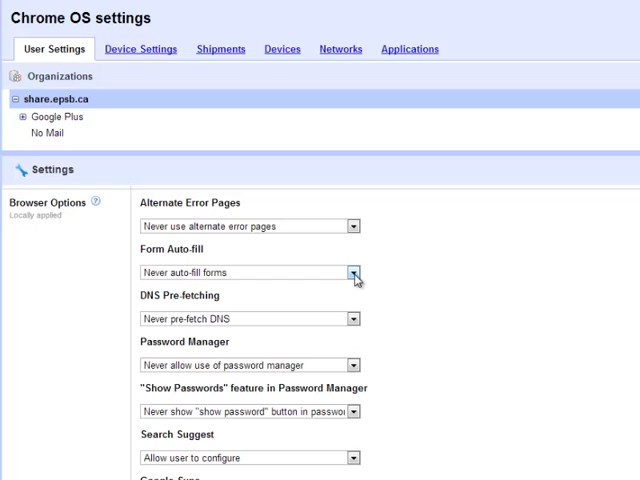 Chrome OS settings
User Settings Device Settings Shipments Devices Networks Applications
Organizations
share.epsb.ca
Google Plus
No Mail
Settings
Browser Options ?
Locally applied
Alternate Error Pages
Never use alternate error pages
Form Auto-fill
Never auto-fill forms
DNS Pre-fetching
Never pre-fetch DNS
Password Manager
Never allow use of password manager
"Show Passwords" feature in Password Manager
Never show "show password" button in passwor
Search Suggest
Allow user to configure
Google Sync